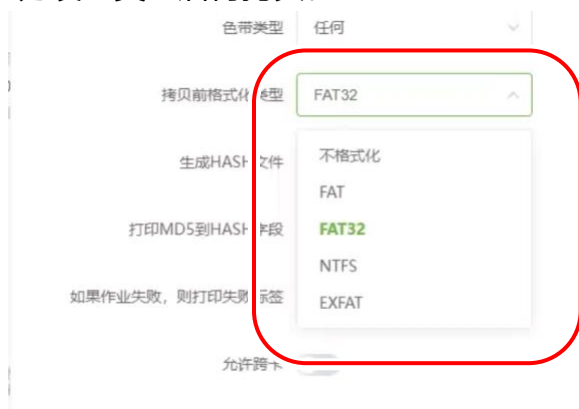 色带类型 任何
拷贝前格式化类型 FAT32
不格式化
生成HASH文件
FAT
打印MD5到HASH字段 FAT32
NTFS
如果作业失败，则打印失败标签
EXFAT
允许跨卡